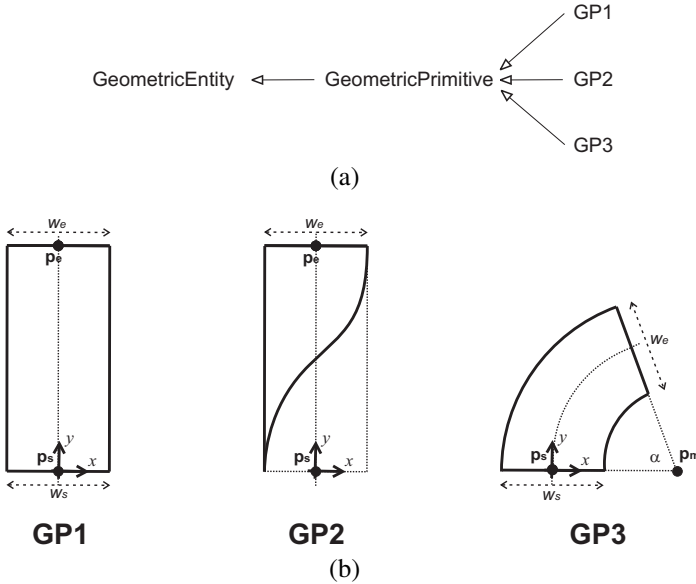 GP1
GeometricEntity GeometricPrimitive GP2
GP3
(a)
we we
pe pe
we
y y y
ps x ps x ps x α pm
ws ws
GP1 GP2 GP3
(b)